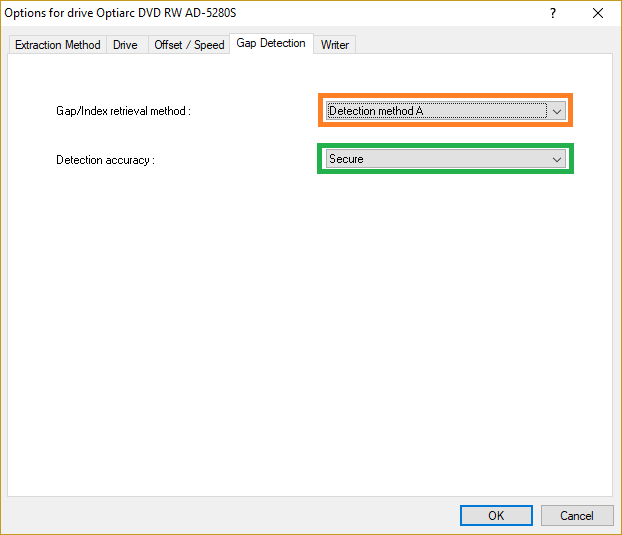 Options for drive Optiarc DVD RW AD-5280S ?
Extraction Method Drive Offset / Speed Gap Detection Writer
Gap/Index retrieval method : Detection method A
Detection accuracy : Secure
OK Cancel